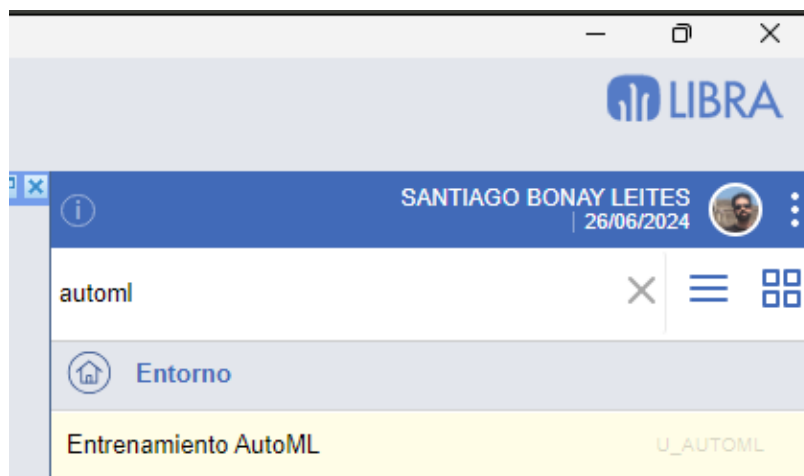 LIBRA
SANTIAGO BONAY LEITES
26/06/2024
automl
Entorno
Entrenamiento AutoML U_AUTOML